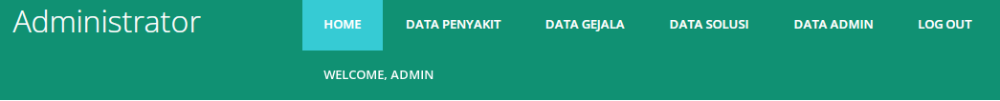 Administrator
HOME DATA PENYAKIT DATA GEJALA DATA SOLUSI DATA ADMIN LOG OUT
WELCOME, ADMIN